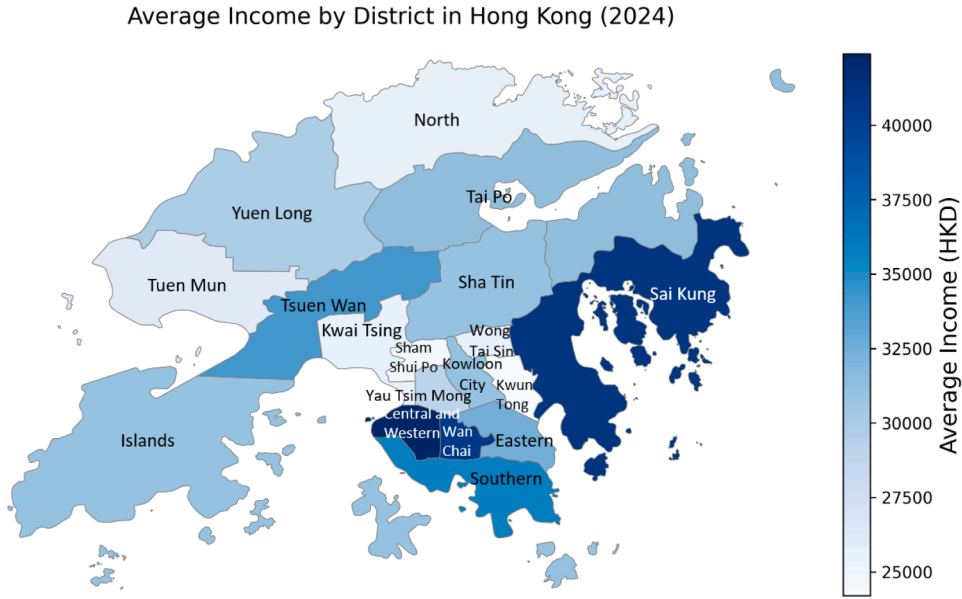 Average Income by District in Hong Kong (2024)
North
Tai Po
Yuen Long
Tuen Mun
Tsuen Wan
Sha Tin
Sai Kung
Kwai Tsing
Wong
Tai Sin
Sham
Shui Po
Kowloon
City
Kwun
Tong
Yau Tsim Mong
Central and
Western
Wan
Chai
Eastern
Islands
Southern
40000
37500
35000
32500
30000
27500
25000
Average Income (HKD)